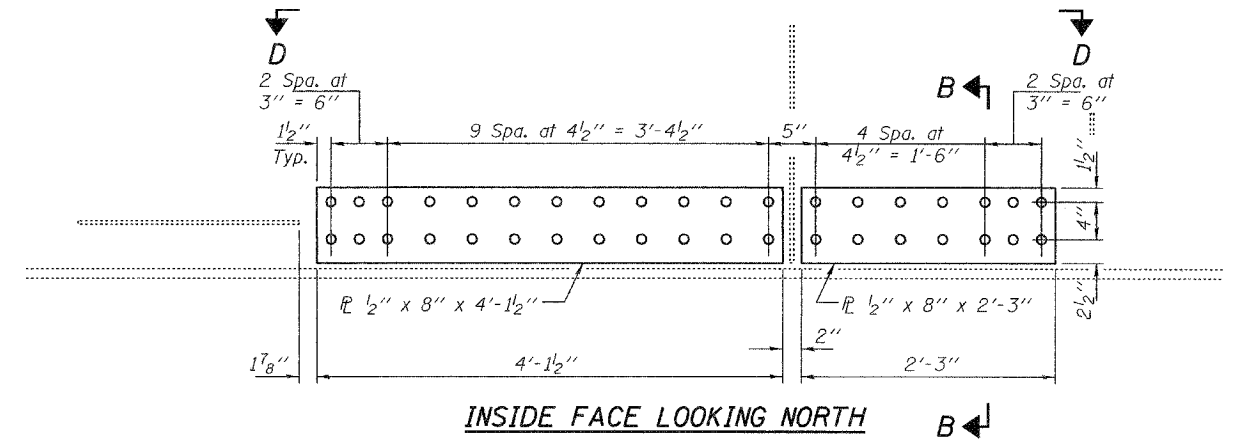 D
D
2 Spa. at
3" = 6"
B
2 Spa. at
3" = 6"
1½"
Typ.
9 Spa. at 4½" = 3'-4½"
5"
4 Spa. at
4½" = 1'-6"
1½"
4"
2½"
℄ ½" x 8" x 4'-1½"
℄ ½" x 8" x 2'-3"
2"
1⅞"
4'-1½"
2'-3"
INSIDE FACE LOOKING NORTH
B